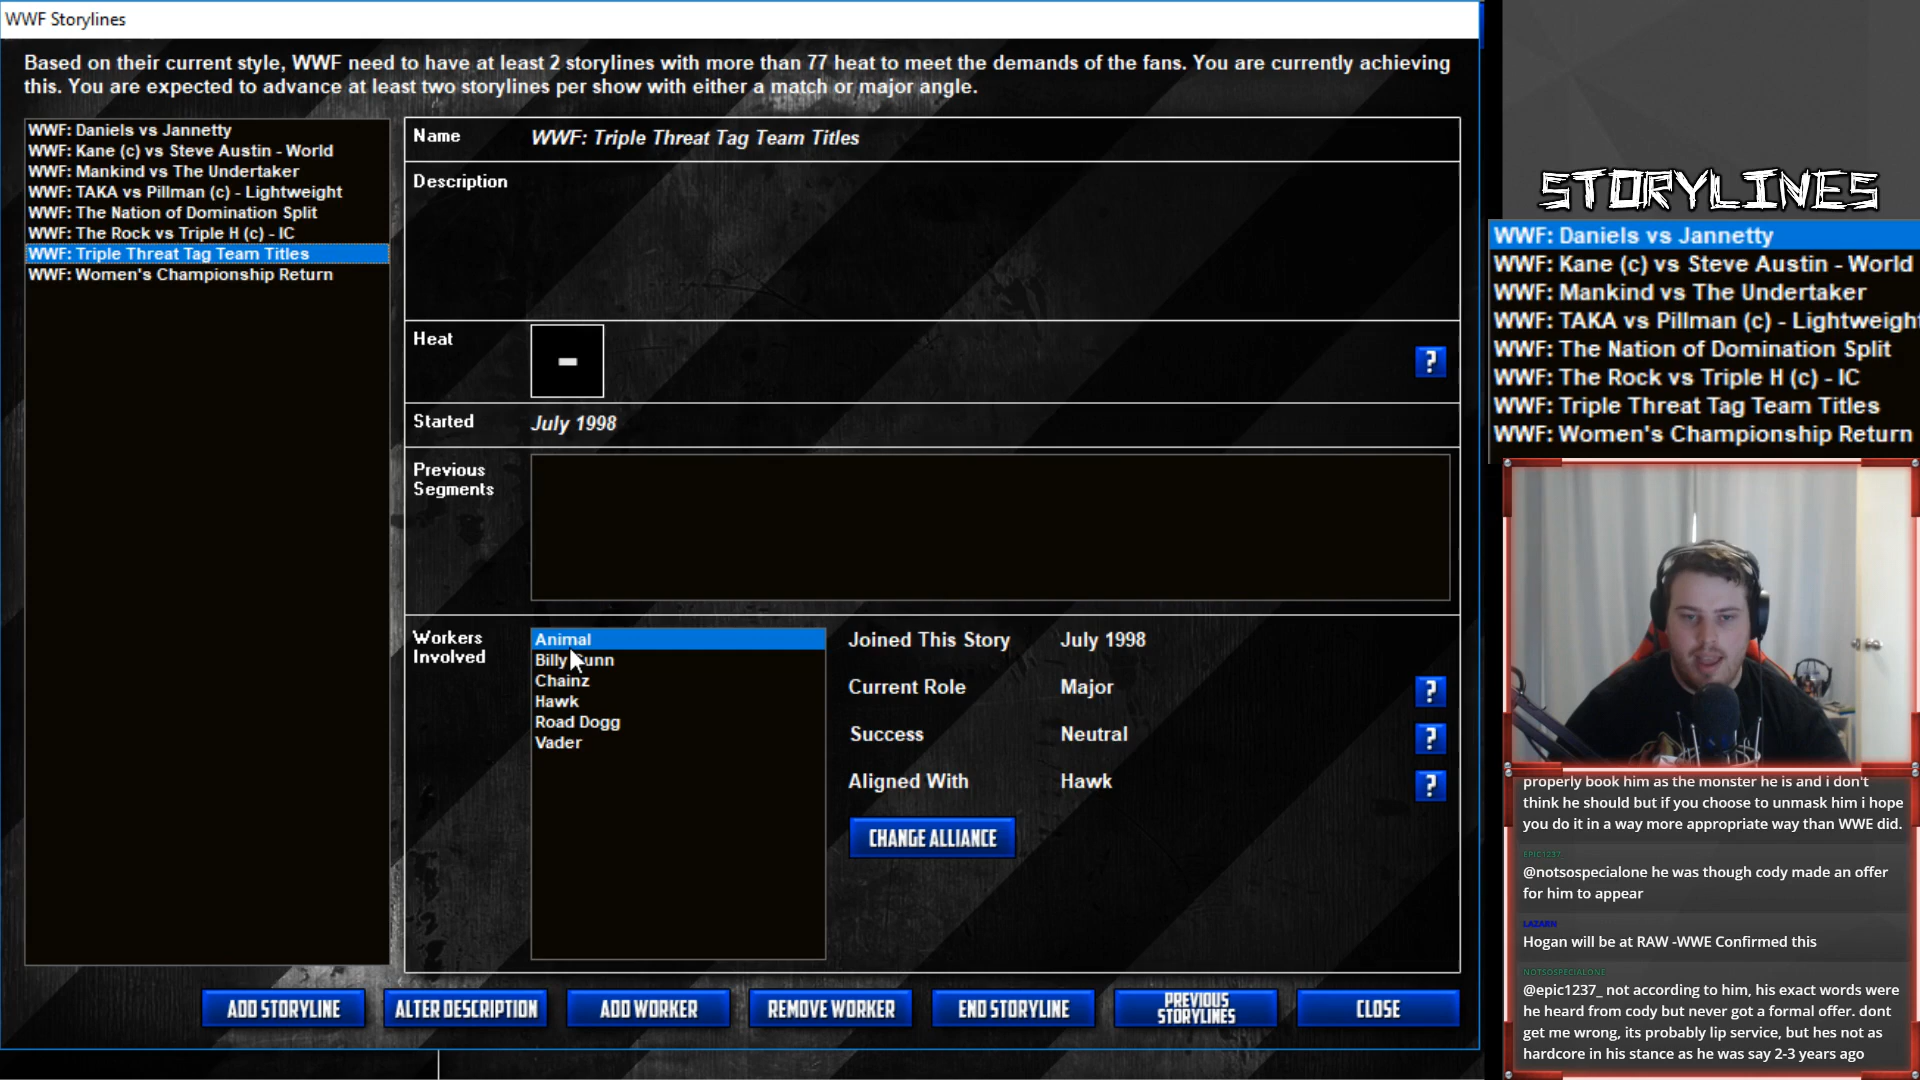 WWF Storylines
Based on their current style, WWF need to have at least 2 storylines with more than 77 heat to meet the demands of the fans. You are currently achieving
this. You are expected to advance at least two storylines per show with either a match or major angle.
WWF: Daniels vs Jannetty
WWF: Kane (c) vs Steve Austin - World
WWF: Mankind vs The Undertaker
WWF: TAKA vs Pillman (c) - Lightweight
WWF: The Nation of Domination Split
WWF: The Rock vs Triple H (c) - IC
WWF: Triple Threat Tag Team Titles
WWF: Women's Championship Return
Name WWF: Triple Threat Tag Team Titles
Description
Heat - ?
Started July 1998
Previous
Segments
Workers
Involved
Animal
Billy Gunn
Chainz
Hawk
Road Dogg
Vader
Joined This Story July 1998
Current Role Major ?
Success Neutral ?
Aligned With Hawk ?
CHANGE ALLIANCE
ADD STORYLINE
ALTER DESCRIPTION
ADD WORKER
REMOVE WORKER
END STORYLINE
PREVIOUS
STORYLINES
CLOSE
STORYLINES
WWF: Daniels vs Jannetty
WWF: Kane (c) vs Steve Austin - World
WWF: Mankind vs The Undertaker
WWF: TAKA vs Pillman (c) - Lightweight
WWF: The Nation of Domination Split
WWF: The Rock vs Triple H (c) - IC
WWF: Triple Threat Tag Team Titles
WWF: Women's Championship Return
properly book him as the monster he is and i don't
think he should but if you choose to unmask him i hope
you do it in a way more appropriate way than WWE did.
EPIC1237_
@notsospecialone he was though cody made an offer
for him to appear
LAZARN
Hogan will be at RAW -WWE Confirmed this
NOTSOSPECIALONE
@epic1237_ not according to him, his exact words were
he heard from cody but never got a formal offer. dont
get me wrong, its probably lip service, but hes not as
hardcore in his stance as he was say 2-3 years ago